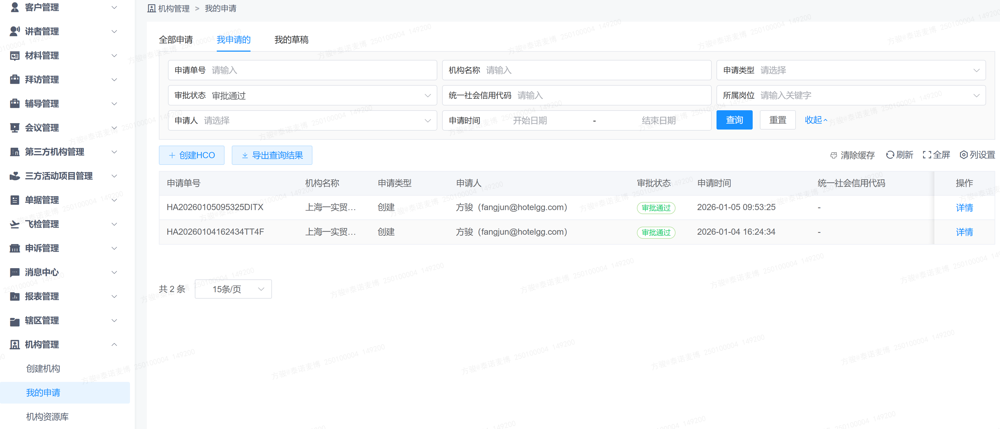 客户管理
讲者管理
材料管理
拜访管理
辅导管理
会议管理
第三方机构管理
三方活动项目管理
单据管理
飞检管理
申诉管理
消息中心
报表管理
辖区管理
机构管理
创建机构
我的申请
机构资源库
机构管理 > 我的申请
全部申请 我申请的 我的草稿
申请单号 请输入 机构名称 请输入 申请类型 请选择
审批状态 审批通过 统一社会信用代码 请输入 所属岗位 请输入关键字
申请人 请选择 申请时间 开始日期 - 结束日期 查询 重置 收起
+ 创建HCO 导出查询结果 清除缓存 刷新 全屏 列设置
申请单号 机构名称 申请类型 申请人 审批状态 申请时间 统一社会信用代码 操作
HA20260105095325DITX 上海一实贸... 创建 方骏（fangjun@hotelgg.com） 审批通过 2026-01-05 09:53:25 - 详情
HA20260104162434TT4F 上海一实贸... 创建 方骏（fangjun@hotelgg.com） 审批通过 2026-01-04 16:24:34 - 详情
共 2 条 15条/页
方骏@泰诺麦博 250100004 149200